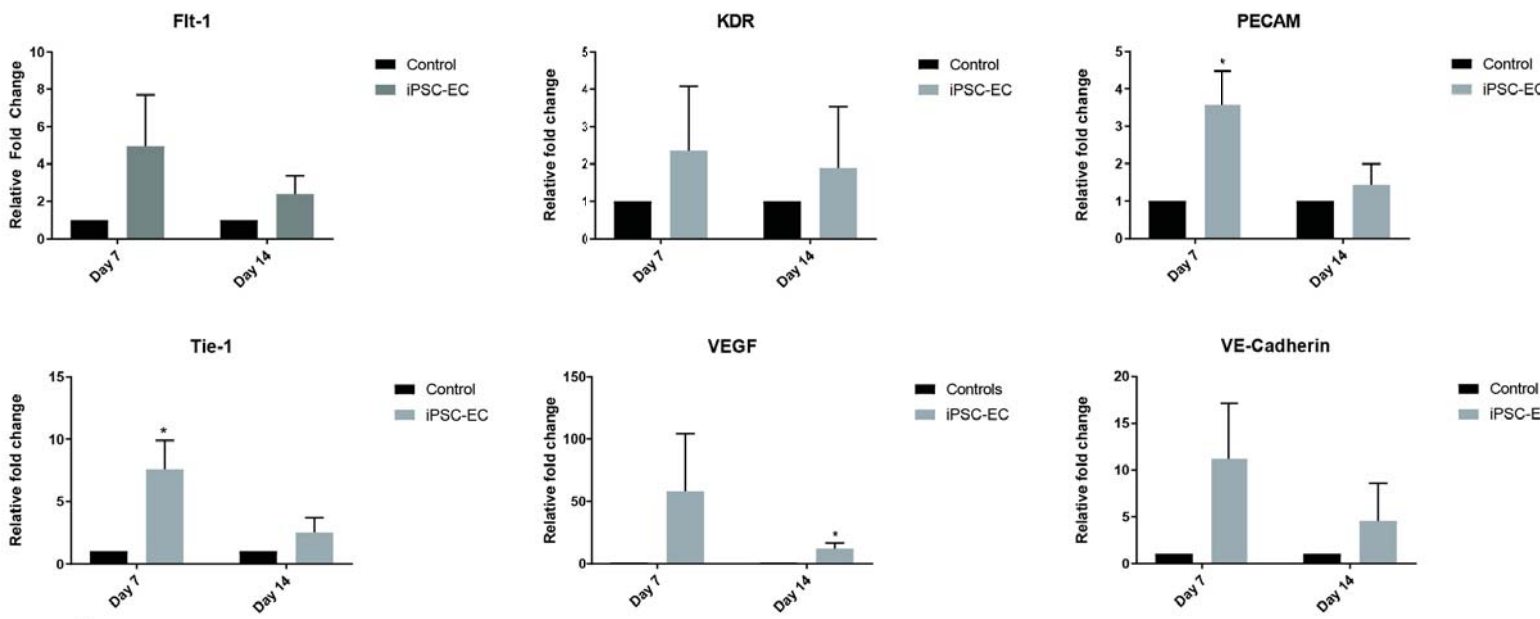 Flt-1
Relative Fold Change
10
8
6
4
2
0
Day 7
Day 14
Control
iPSC-EC
KDR
Relative fold change
5
4
3
2
1
0
Day 7
Day 14
Control
iPSC-EC
PECAM
Relative fold change
5
4
3
2
1
0
*
Day 7
Day 14
Control
iPSC-EC
Tie-1
Relative fold change
15
10
5
0
*
Day 7
Day 14
Control
iPSC-EC
VEGF
Relative fold change
150
100
50
0
*
Day 7
Day 14
Controls
iPSC-EC
VE-Cadherin
Relative fold change
20
15
10
5
0
Day 7
Day 14
Control
iPSC-E